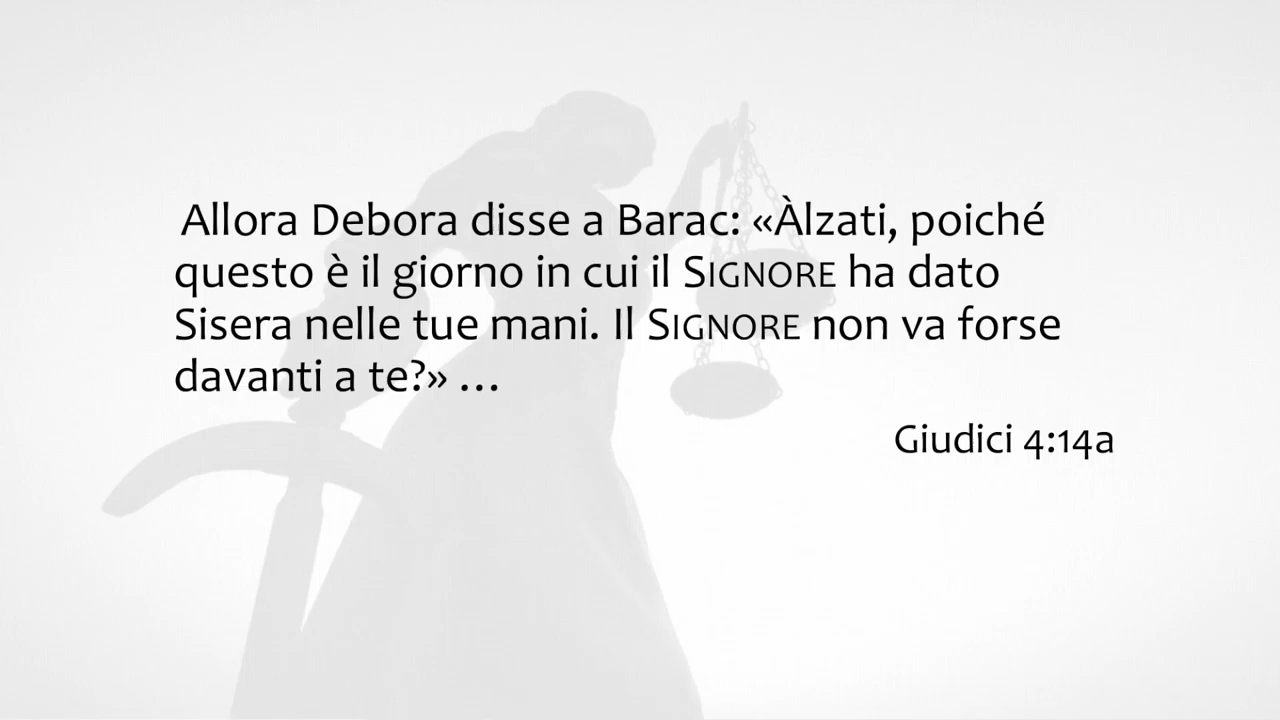 Allora Debora disse a Barac: «Àlzati, poiché
questo è il giorno in cui il SIGNORE ha dato
Sisera nelle tue mani. Il SIGNORE non va forse
davanti a te?» …
Giudici 4:14a